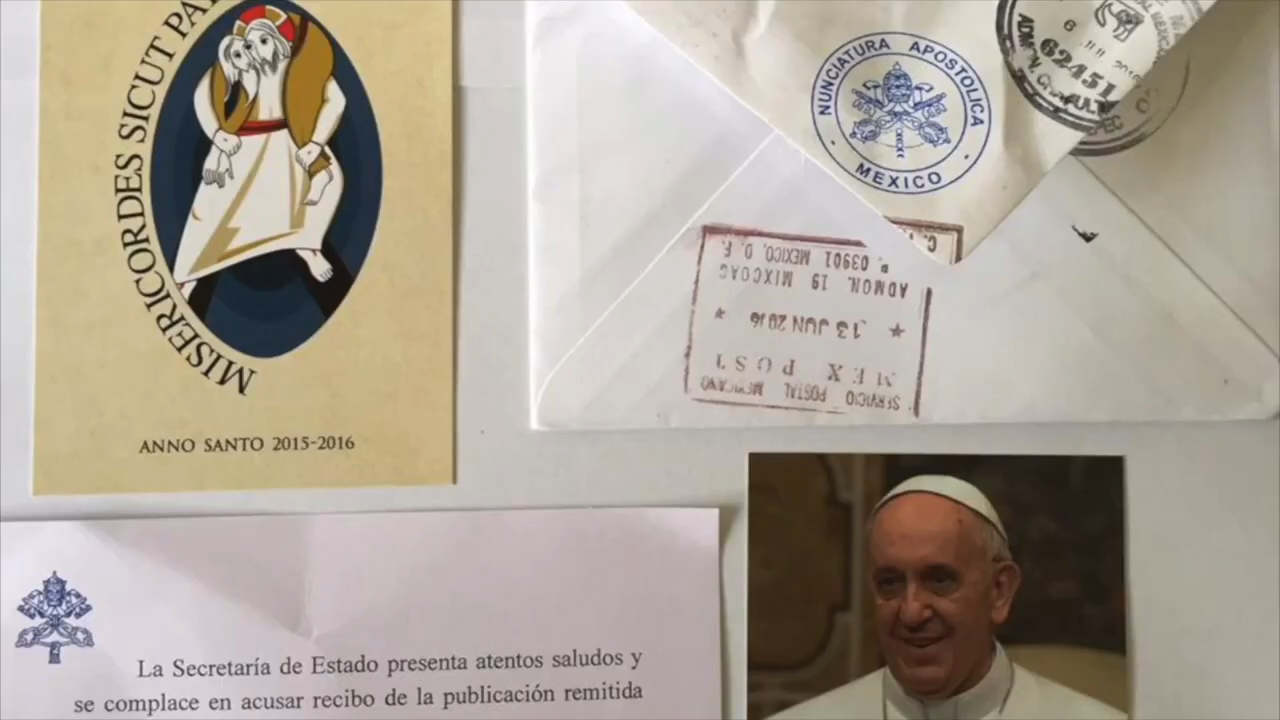 MISERICORDES SICUT PA
ANNO SANTO 2015-2016
NUNCIATURA APOSTOLICA
MEXICO
62451
C.
P. 03901 MEXICO, D. F.
ADMON. 19 MIXCOAC
★ 13 JUN 2016 ★
MEX POST
SERVICIO POSTAL MEXICANO
La Secretaría de Estado presenta atentos saludos y
se complace en acusar recibo de la publicación remitida